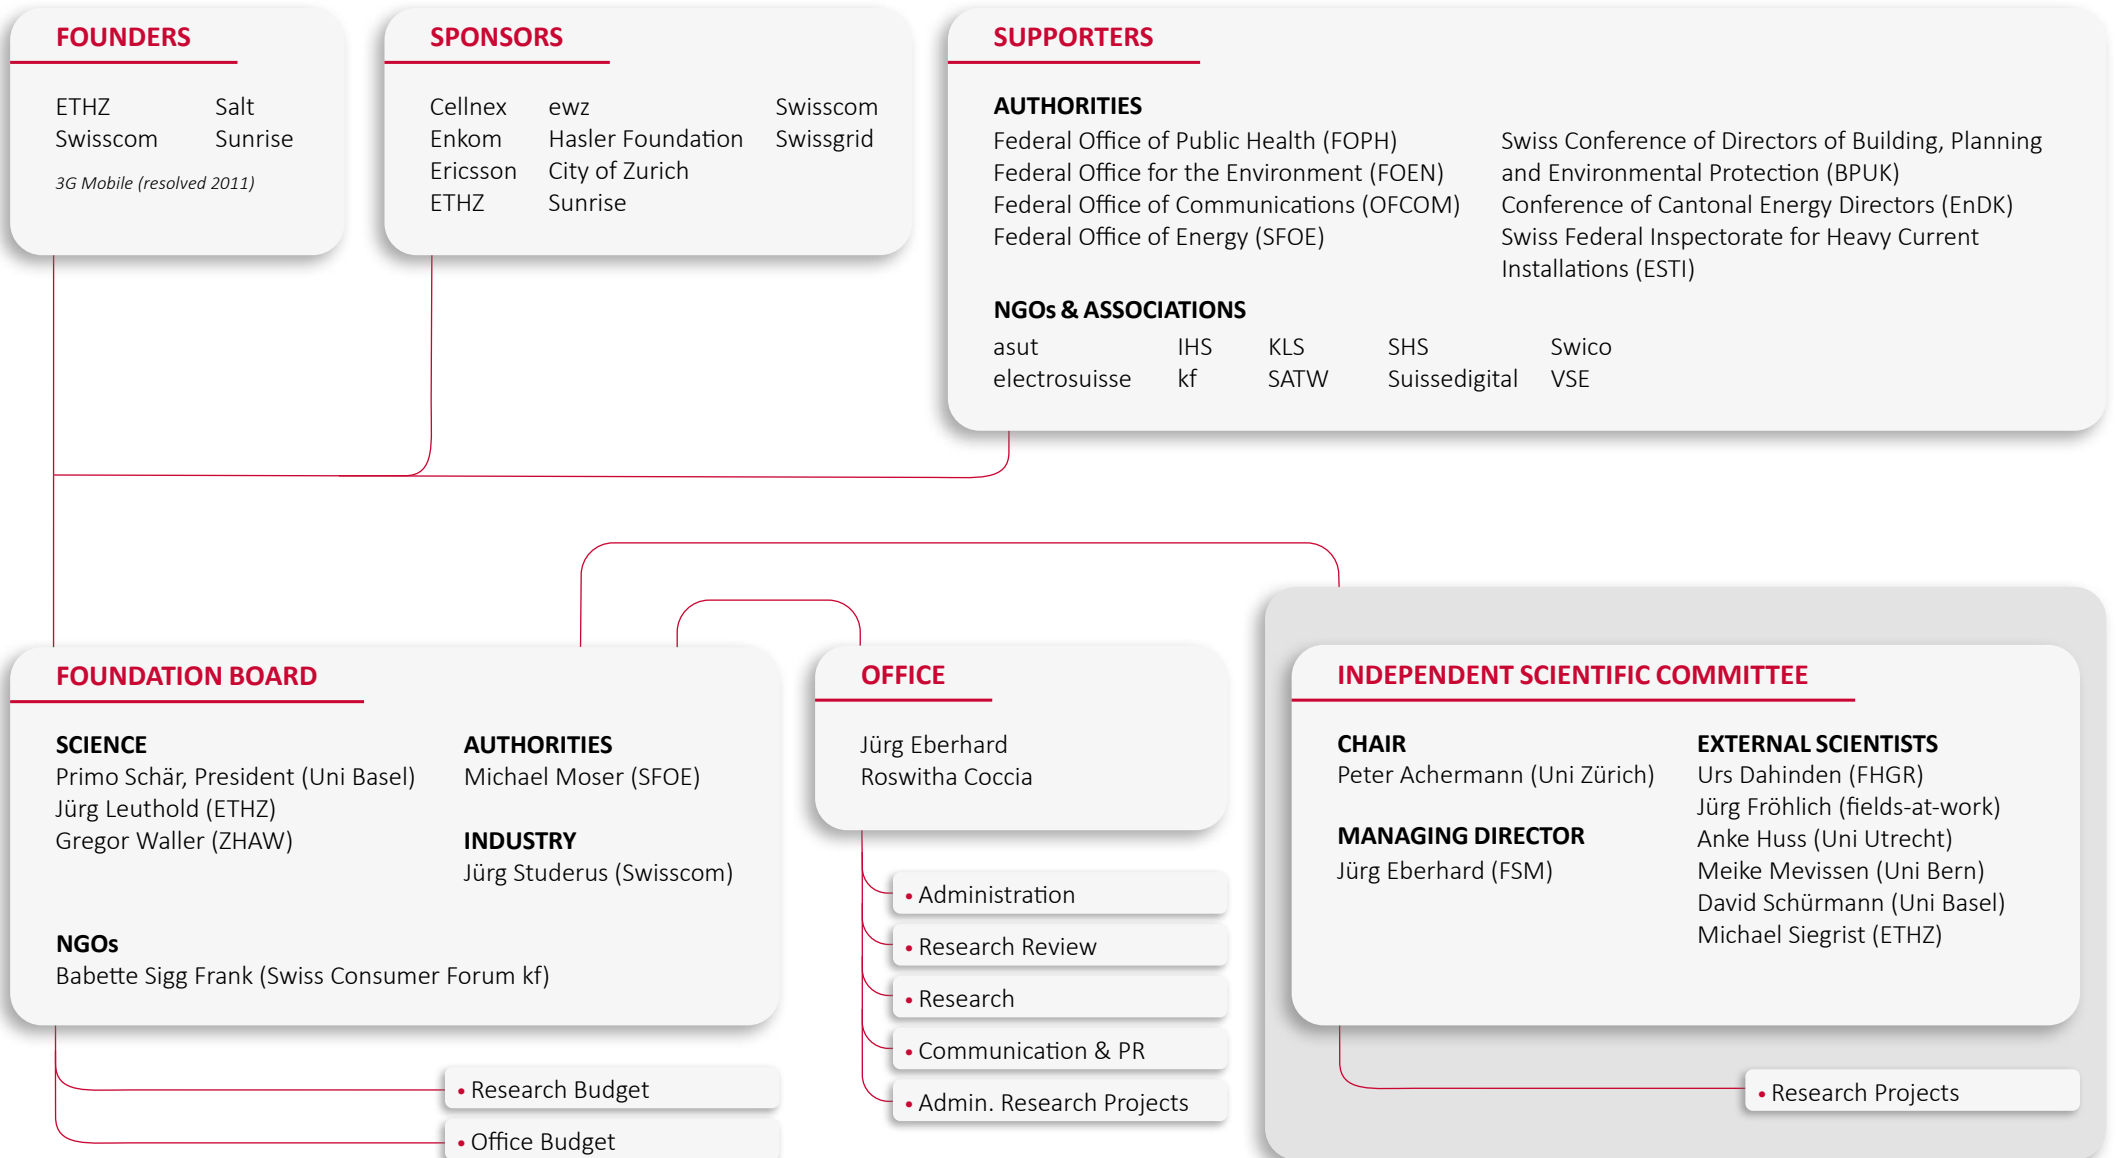 FOUNDERS
ETHZ
Swisscom
Salt
Sunrise
3G Mobile (resolved 2011)
SPONSORS
Cellnex
Enkom
Ericsson
ETHZ
ewz
Hasler Foundation
City of Zurich
Sunrise
Swisscom
Swissgrid
SUPPORTERS
AUTHORITIES
Federal Office of Public Health (FOPH)
Federal Office for the Environment (FOEN)
Federal Office of Communications (OFCOM)
Federal Office of Energy (SFOE)
Swiss Conference of Directors of Building, Planning
and Environmental Protection (BPUK)
Conference of Cantonal Energy Directors (EnDK)
Swiss Federal Inspectorate for Heavy Current
Installations (ESTI)
NGOs & ASSOCIATIONS
asut
electrosuisse
IHS
kf
KLS
SATW
SHS
Suissedigital
Swico
VSE
FOUNDATION BOARD
SCIENCE
Primo Schär, President (Uni Basel)
Jürg Leuthold (ETHZ)
Gregor Waller (ZHAW)
AUTHORITIES
Michael Moser (SFOE)
INDUSTRY
Jürg Studerus (Swisscom)
NGOs
Babette Sigg Frank (Swiss Consumer Forum kf)
• Research Budget
• Office Budget
OFFICE
Jürg Eberhard
Roswitha Coccia
• Administration
• Research Review
• Research
• Communication & PR
• Admin. Research Projects
INDEPENDENT SCIENTIFIC COMMITTEE
CHAIR
Peter Achermann (Uni Zürich)
MANAGING DIRECTOR
Jürg Eberhard (FSM)
EXTERNAL SCIENTISTS
Urs Dahinden (FHGR)
Jürg Fröhlich (fields-at-work)
Anke Huss (Uni Utrecht)
Meike Mevissen (Uni Bern)
David Schürmann (Uni Basel)
Michael Siegrist (ETHZ)
• Research Projects